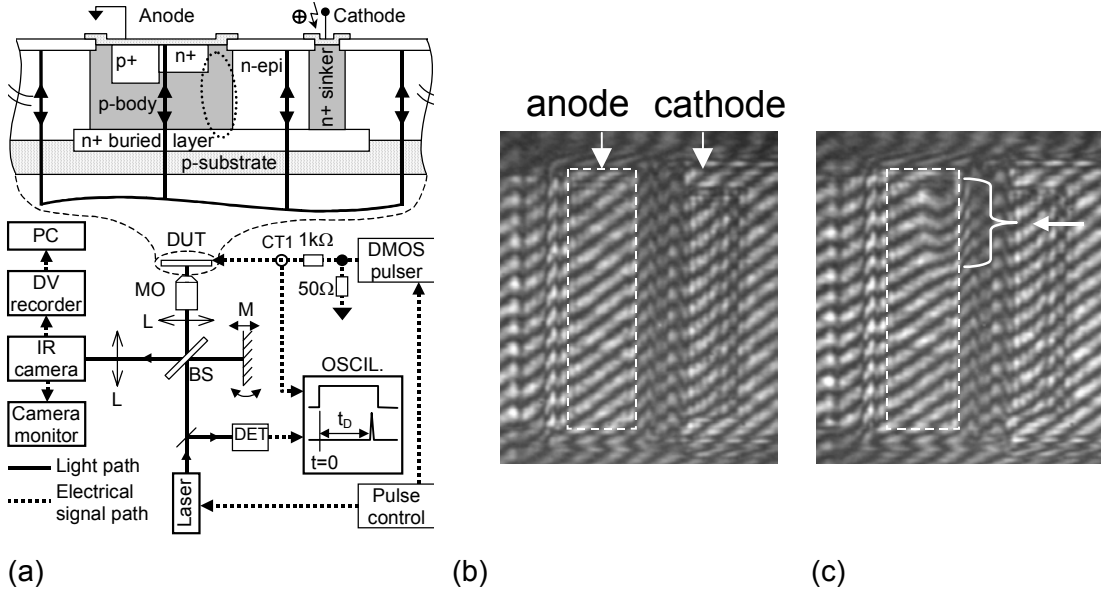 Anode
Cathode
⊕
p+
n+
n-epi
n+ sinker
p-body
n+ buried layer
p-substrate
PC
DV
recorder
IR
camera
Camera
monitor
DUT
MO
L
M
BS
L
CT1
1kΩ
50Ω
DMOS
pulser
OSCIL.
tD
t=0
DET
Laser
Pulse
control
Light path
Electrical
signal path
(a)
anode
cathode
(b)
(c)